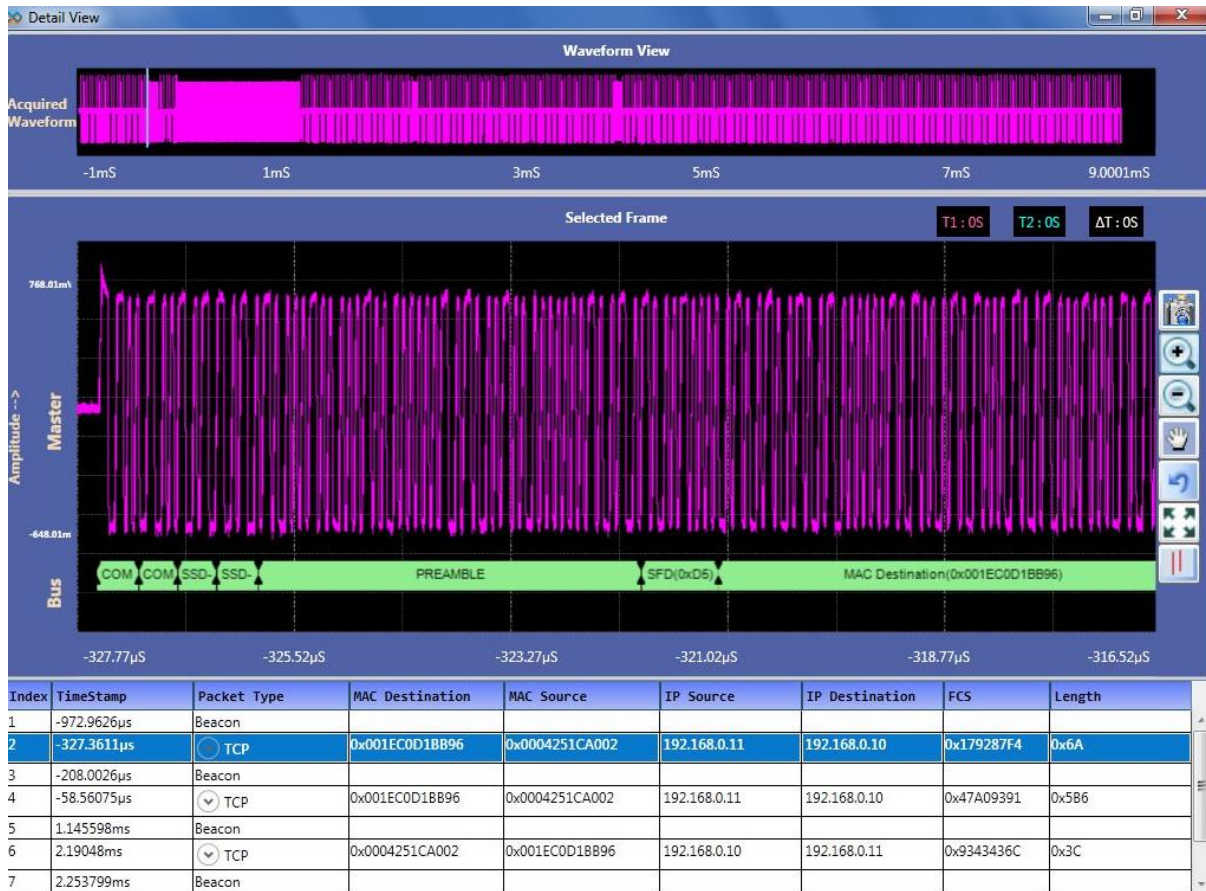 Detail View
Waveform View
Acquired
Waveform
-1mS 1mS 3mS 5mS 7mS 9.0001mS
Selected Frame
T1 : 0S T2 : 0S ΔT : 0S
768.01m
Amplitude -->
Master
-648.01m
Bus
COM COM SSD- SSD- PREAMBLE SFD(0xD5) MAC Destination(0x001EC0D1BB96)
-327.77µS -325.52µS -323.27µS -321.02µS -318.77µS -316.52µS
Index TimeStamp Packet Type MAC Destination MAC Source IP Source IP Destination FCS Length
1 -972.9626µs Beacon
2 -327.3611µs TCP 0x001EC0D1BB96 0x0004251CA002 192.168.0.11 192.168.0.10 0x179287F4 0x6A
3 -208.0026µs Beacon
4 -58.56075µs TCP 0x001EC0D1BB96 0x0004251CA002 192.168.0.11 192.168.0.10 0x47A09391 0x5B6
5 1.145598ms Beacon
6 2.19048ms TCP 0x0004251CA002 0x001EC0D1BB96 192.168.0.10 192.168.0.11 0x9343436C 0x3C
7 2.253799ms Beacon